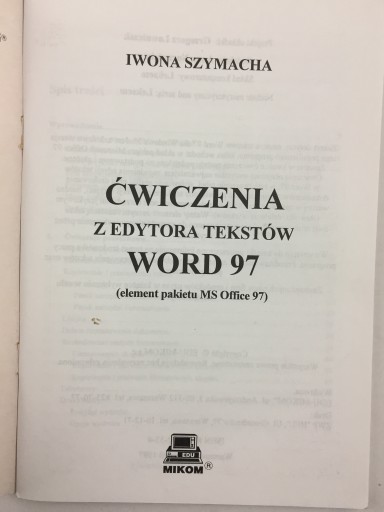 IWONA SZYMACHA
ĆWICZENIA
Z EDYTORA TEKSTÓW
WORD 97
(element pakietu MS Office 97)
EDU
MIKOM®